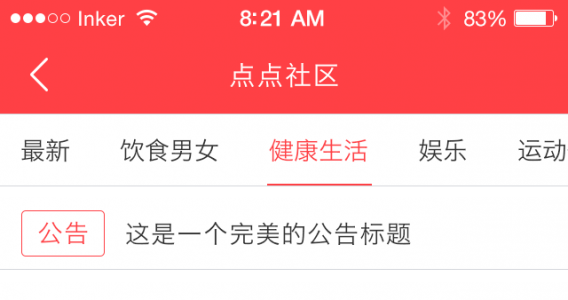 Inker 8:21 AM 83%
点点社区
最新 饮食男女 健康生活 娱乐 运动
公告 这是一个完美的公告标题